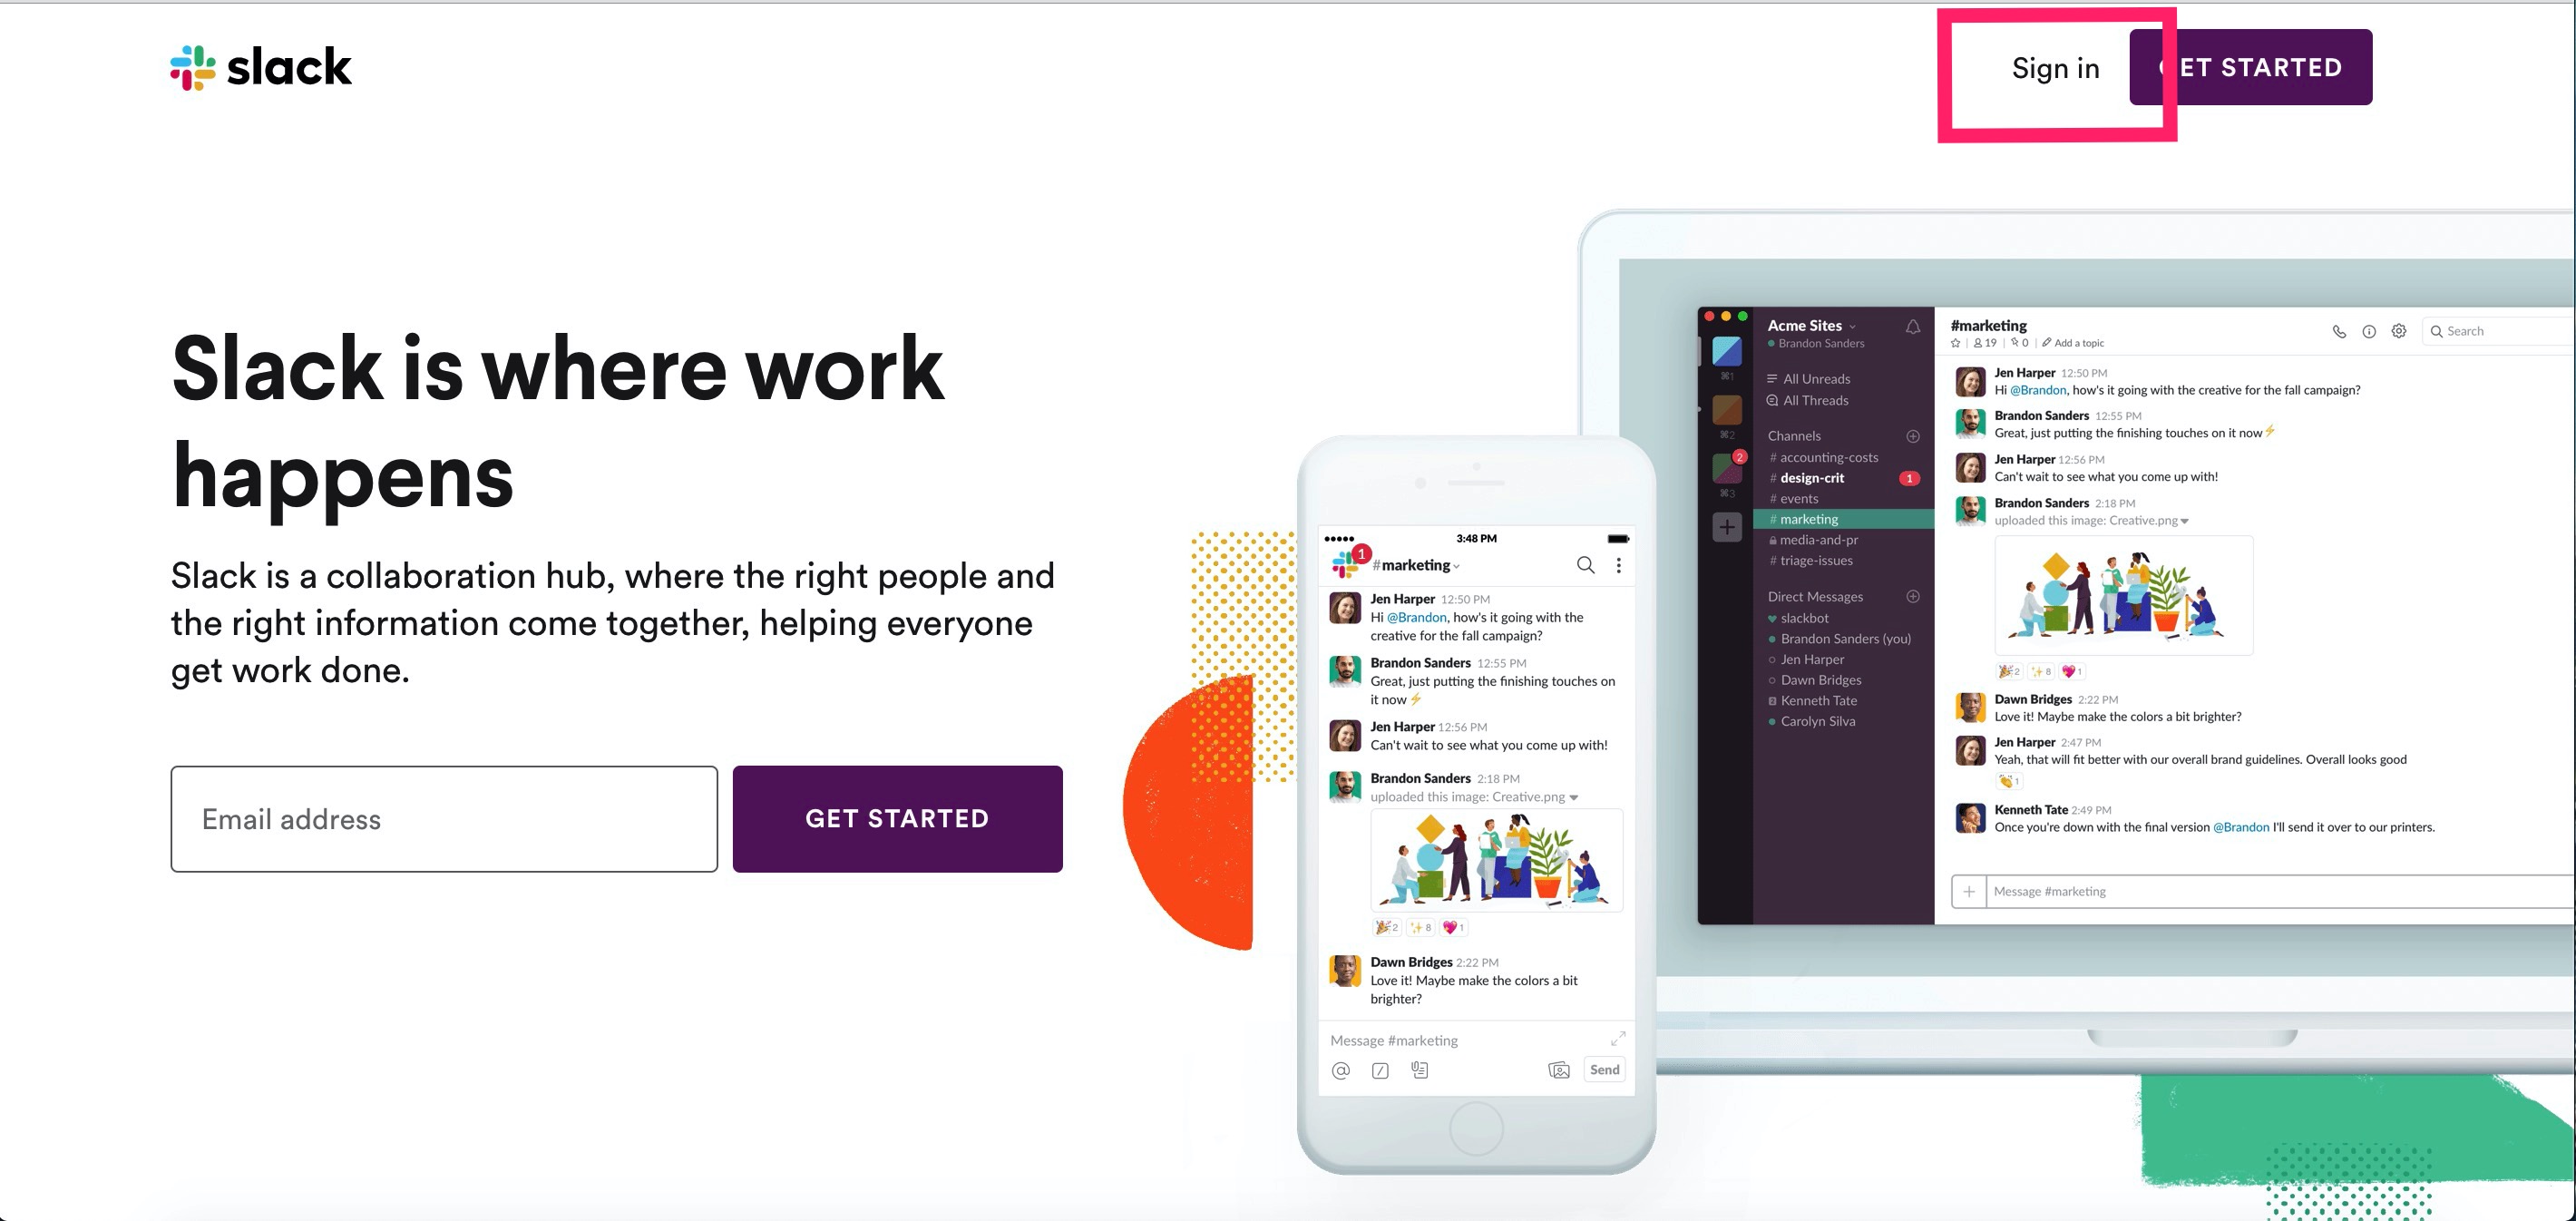 slack
Sign in
GET STARTED
Slack is where work
happens
Slack is a collaboration hub, where the right people and
the right information come together, helping everyone
get work done.
Email address
GET STARTED
3:48 PM
1
#marketing
Jen Harper 12:50 PM
Hi @Brandon, how's it going with the
creative for the fall campaign?
Brandon Sanders 12:55 PM
Great, just putting the finishing touches on
it now⚡
Jen Harper 12:56 PM
Can't wait to see what you come up with!
Brandon Sanders 2:18 PM
uploaded this image: Creative.png
🎉 2 ✨ 8 💖 1
Dawn Bridges 2:22 PM
Love it! Maybe make the colors a bit
brighter?
Message #marketing
Send
⌘1
⌘2
2
⌘3
Acme Sites
Brandon Sanders
All Unreads
All Threads
Channels
# accounting-costs
# design-crit 1
# events
# marketing
media-and-pr
# triage-issues
Direct Messages
slackbot
Brandon Sanders (you)
Jen Harper
Dawn Bridges
Kenneth Tate
Carolyn Silva
#marketing
19 | 0 | Add a topic
Search
Jen Harper 12:50 PM
Hi @Brandon, how's it going with the creative for the fall campaign?
Brandon Sanders 12:55 PM
Great, just putting the finishing touches on it now⚡
Jen Harper 12:56 PM
Can't wait to see what you come up with!
Brandon Sanders 2:18 PM
uploaded this image: Creative.png
🎉 2 ✨ 8 💖 1
Dawn Bridges 2:22 PM
Love it! Maybe make the colors a bit brighter?
Jen Harper 2:47 PM
Yeah, that will fit better with our overall brand guidelines. Overall looks good
👏 1
Kenneth Tate 2:49 PM
Once you're down with the final version @Brandon I'll send it over to our printers.
Message #marketing